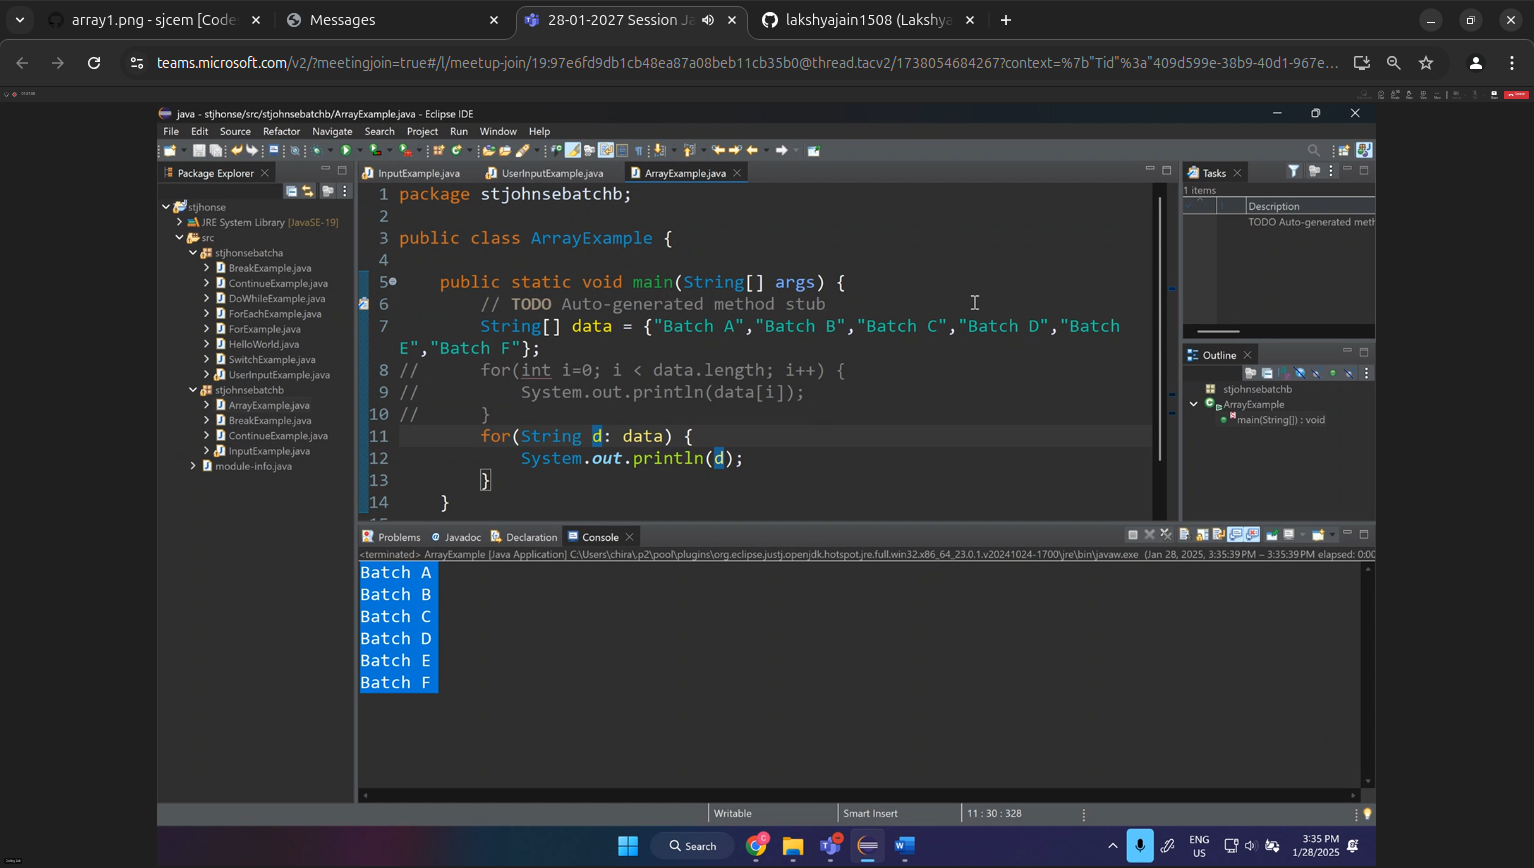 array1.png - sjcem [Code
Messages
28-01-2027 Session Ja
lakshyajain1508 (Lakshya
teams.microsoft.com/v2/?meetingjoin=true#/l/meetup-join/19:97e6fd9db1cb48ea87a08beb11cb35b0@thread.tacv2/1738054684267?context=%7b"Tid"%3a"409d599e-38b9-40d1-967e...
java - stjhonse/src/stjohnsebatchb/ArrayExample.java - Eclipse IDE
File Edit Source Refactor Navigate Search Project Run Window Help
Package Explorer
InputExample.java UserInputExample.java ArrayExample.java
Tasks
1 items
Description
TODO Auto-generated meth
stjhonse
JRE System Library [JavaSE-19]
src
stjhonsebatcha
BreakExample.java
ContinueExample.java
DoWhileExample.java
ForEachExample.java
ForExample.java
HelloWorld.java
SwitchExample.java
UserInputExample.java
stjohnsebatchb
ArrayExample.java
BreakExample.java
ContinueExample.java
InputExample.java
module-info.java
1 package stjohnsebatchb;
2
3 public class ArrayExample {
4
5 public static void main(String[] args) {
6 // TODO Auto-generated method stub
7 String[] data = {"Batch A","Batch B","Batch C","Batch D","Batch
E","Batch F"};
8 // for(int i=0; i < data.length; i++) {
9 // System.out.println(data[i]);
10 // }
11 for(String d: data) {
12 System.out.println(d);
13 }
14 }
Outline
stjohnsebatchb
ArrayExample
main(String[]) : void
Problems Javadoc Declaration Console
<terminated> ArrayExample [Java Application] C:\Users\chira\.p2\pool\plugins\org.eclipse.justj.openjdk.hotspot.jre.full.win32.x86_64_23.0.1.v20241024-1700\jre\bin\javaw.exe (Jan 28, 2025, 3:35:39 PM – 3:35:39 PM elapsed: 0:00
Batch A
Batch B
Batch C
Batch D
Batch E
Batch F
Writable
Smart Insert
11 : 30 : 328
Search
ENG
US
3:35 PM
1/28/2025